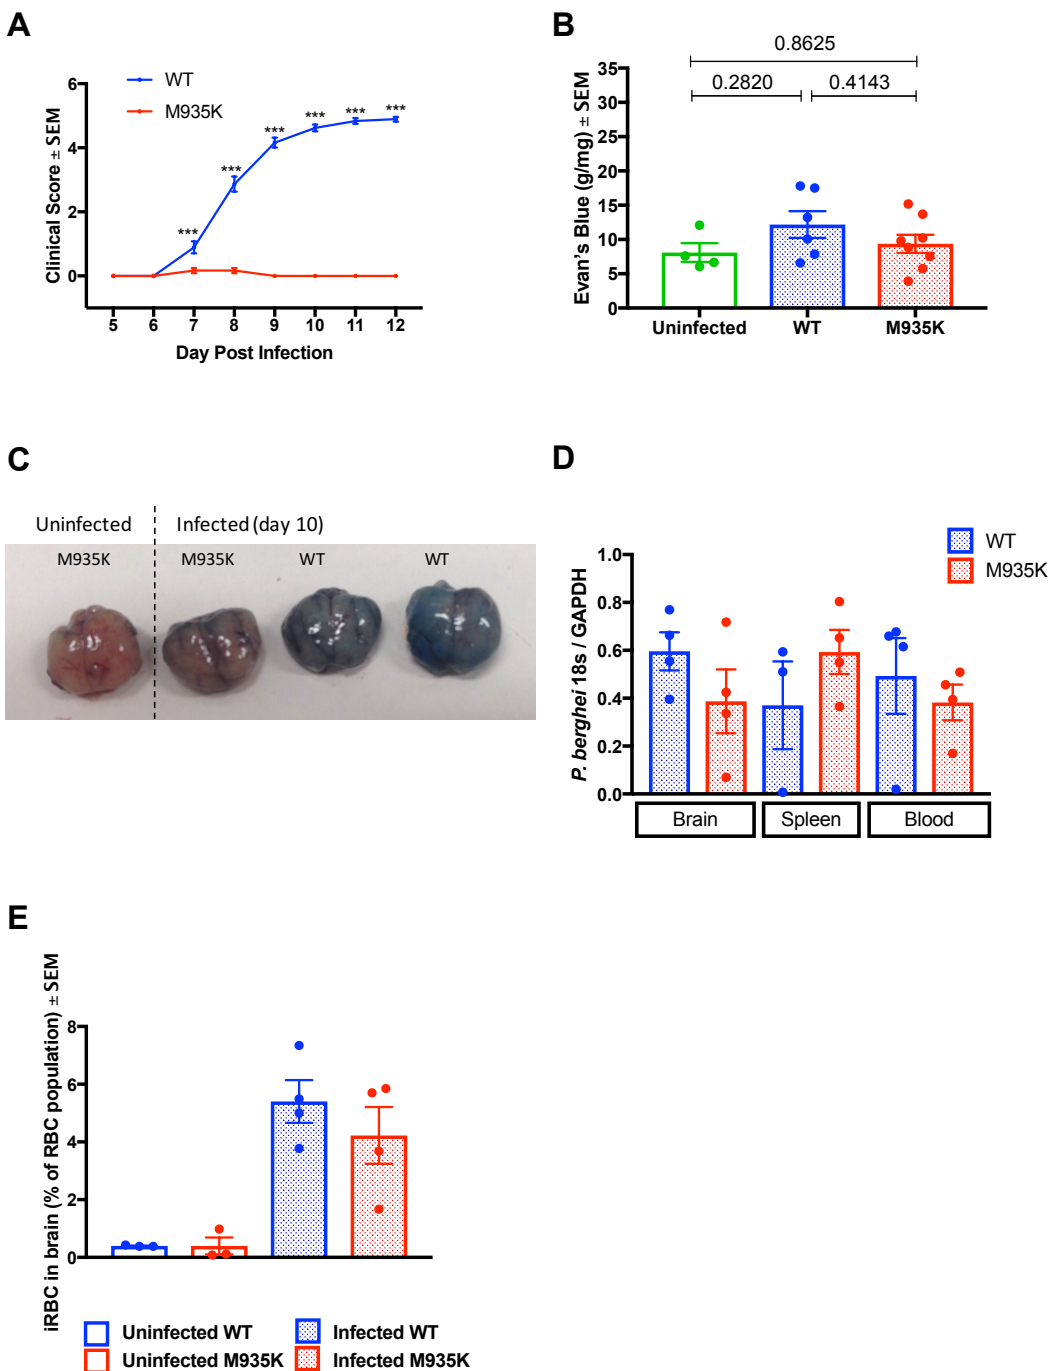 A
WT
M935K
Clinical Score ± SEM
6
4
2
0
5 6 7 8 9 10 11 12
*** *** *** *** *** ***
Day Post Infection
B
0.8625
0.2820 0.4143
Evan's Blue (g/mg) ± SEM
35
30
25
20
15
10
5
0
Uninfected WT M935K
C
Uninfected Infected (day 10)
M935K M935K WT WT
D
WT
M935K
P. berghei 18s / GAPDH
1.0
0.8
0.6
0.4
0.2
0.0
Brain Spleen Blood
E
iRBC in brain (% of RBC population) ± SEM
8
6
4
2
0
Uninfected WT Infected WT
Uninfected M935K Infected M935K